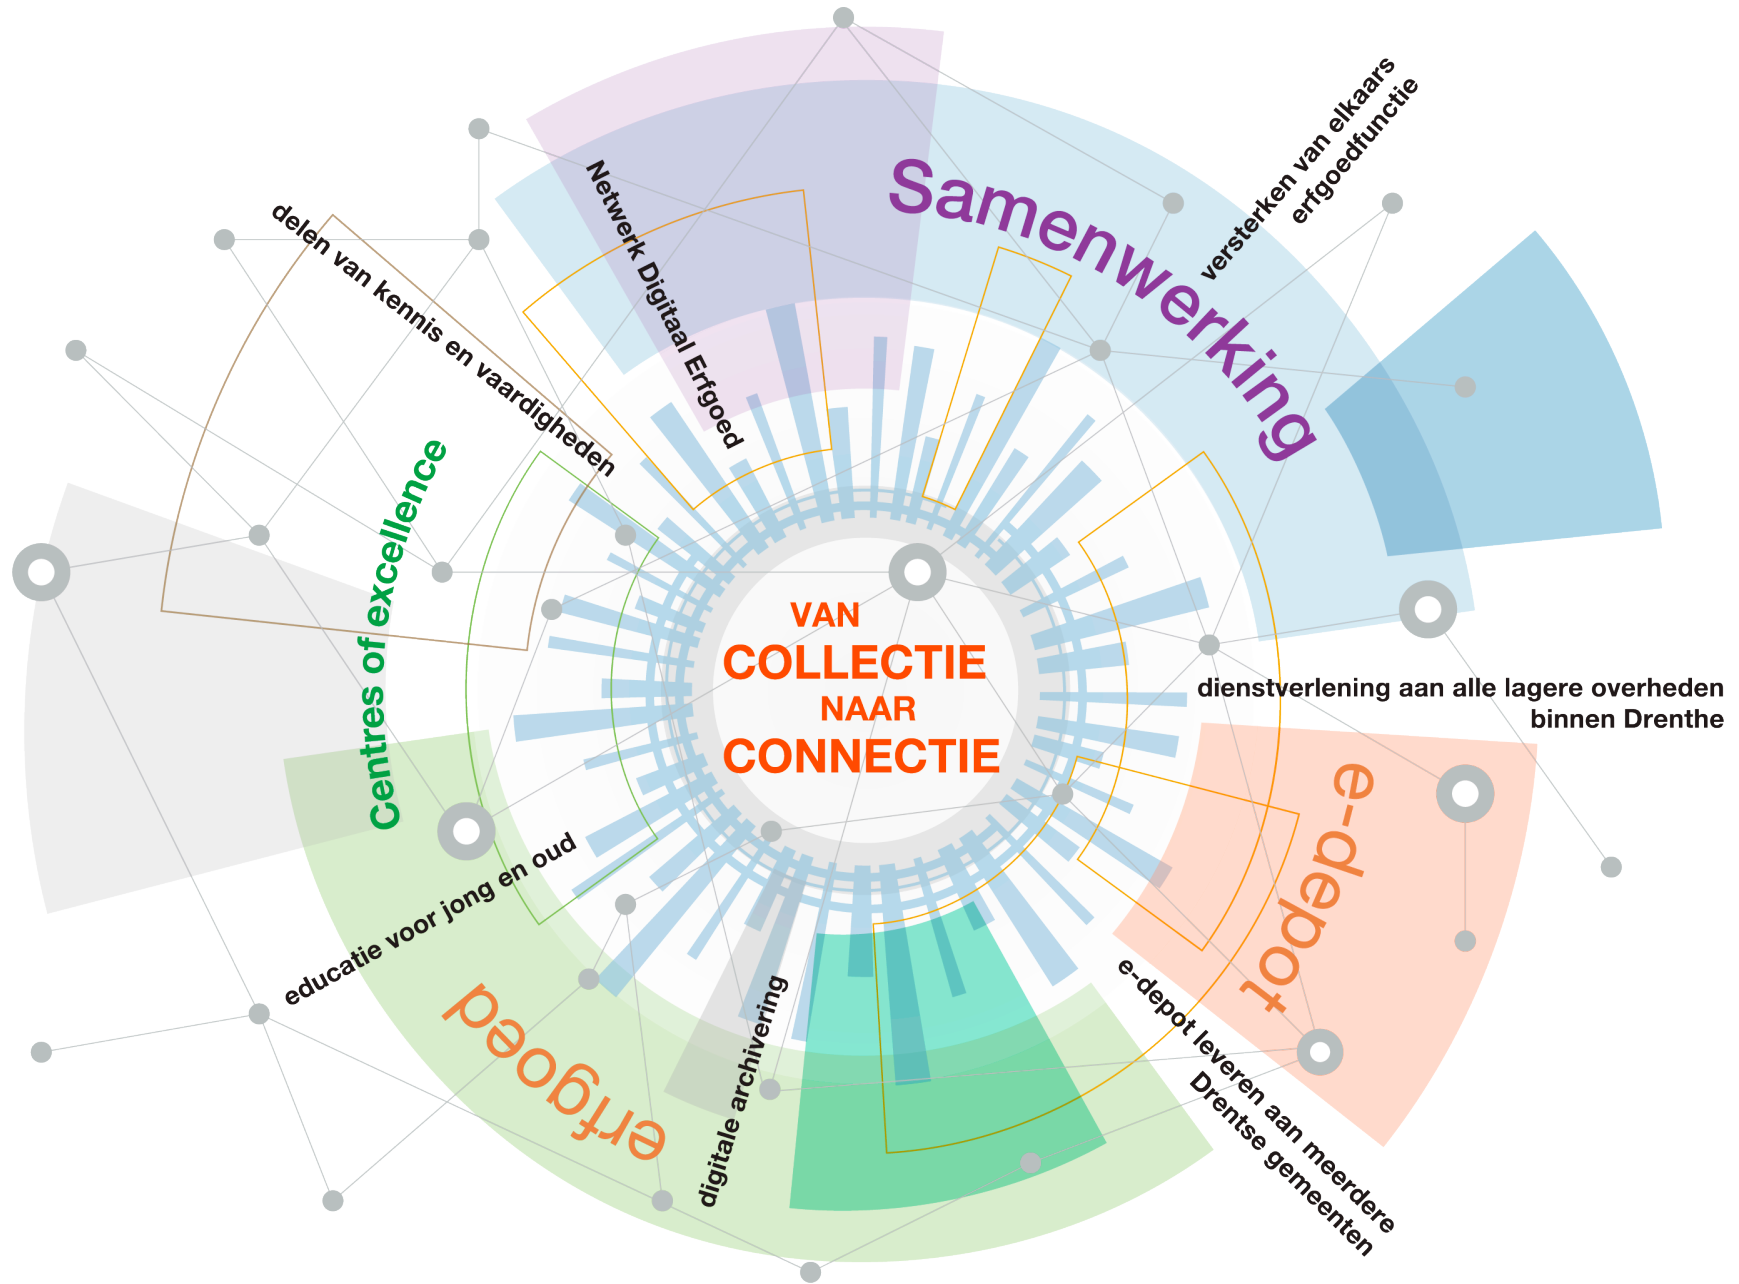 versterken van elkaars
erfgoedfunctie
Samenwerking
Netwerk Digitaal Erfgoed
delen van kennis en vaardigheden
Centres of excellence
VAN
COLLECTIE
NAAR
CONNECTIE
dienstverlening aan alle lagere overheden
binnen Drenthe
e-depot
educatie voor jong en oud
erfgoed
digitale archivering
e-depot leveren aan meerdere
Drentse gemeenten